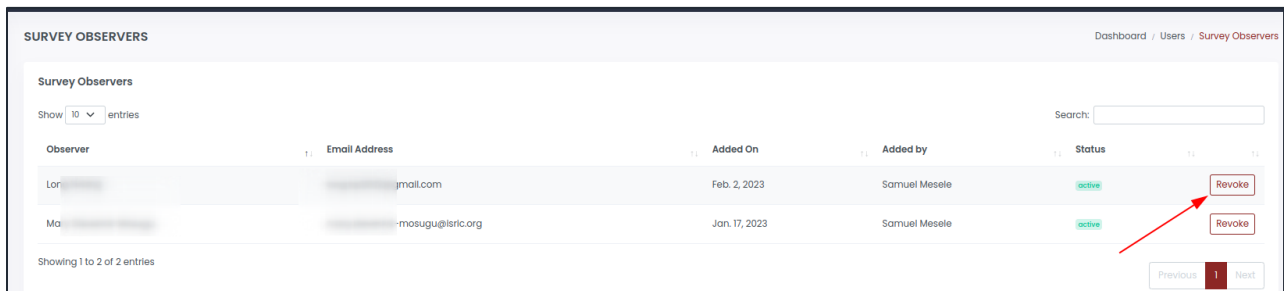 SURVEY OBSERVERS Dashboard / Users / Survey Observers
Survey Observers
Show 10 entries Search:
Observer Email Address Added On Added by Status
gmail.com Feb. 2, 2023 Samuel Mesele active Revoke
-mosugu@isric.org Jan. 17, 2023 Samuel Mesele active Revoke
Showing 1 to 2 of 2 entries
Previous 1 Next